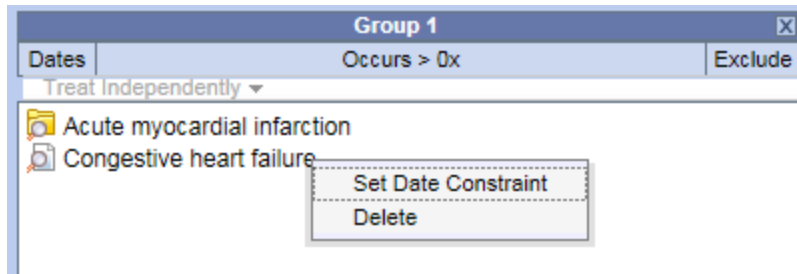 Group 1 X
Dates Occurs > 0x Exclude
Treat Independently
Acute myocardial infarction
Congestive heart failure
Set Date Constraint
Delete